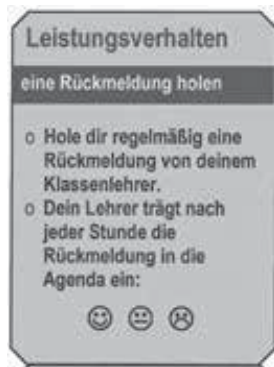 Leistungsverhalten
eine Rückmeldung holen
o Hole dir regelmäßig eine
Rückmeldung von deinem
Klassenlehrer.
o Dein Lehrer trägt nach
jeder Stunde die
Rückmeldung in die
Agenda ein: